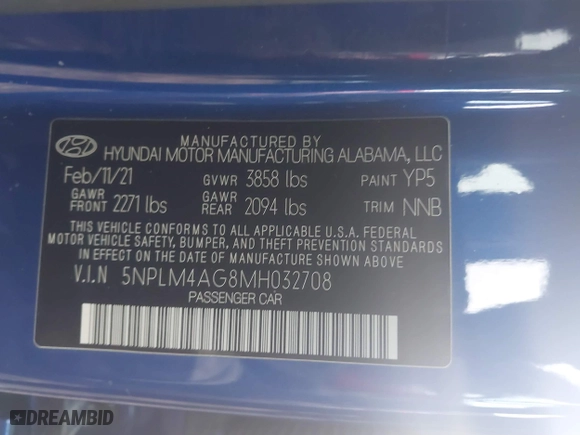 MANUFACTURED BY
HYUNDAI MOTOR MANUFACTURING ALABAMA, LLC
Feb/11/21 GVWR 3858 lbs PAINT YP5
GAWR FRONT 2271 lbs GAWR REAR 2094 lbs TRIM NNB
THIS VEHICLE CONFORMS TO ALL APPLICABLE U.S.A. FEDERAL
MOTOR VEHICLE SAFETY, BUMPER, AND THEFT PREVENTION STANDARDS
IN EFFECT ON THE DATE OF MANUFACTURE SHOWN ABOVE.
V.I.N 5NPLM4AG8MH032708
PASSENGER CAR
DREAMBID